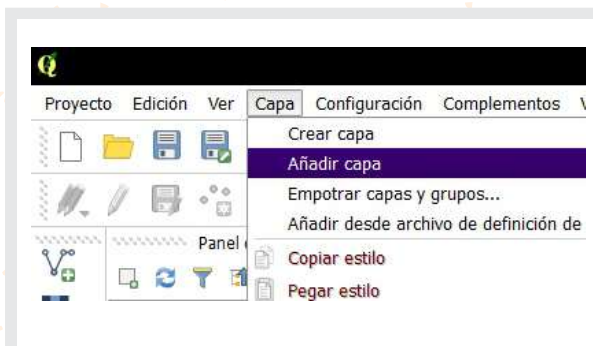 Proyecto Edición Ver Capa Configuración Complementos
Crear capa
Añadir capa
Empotrar capas y grupos...
Añadir desde archivo de definición de
Panel
Copiar estilo
Pegar estilo